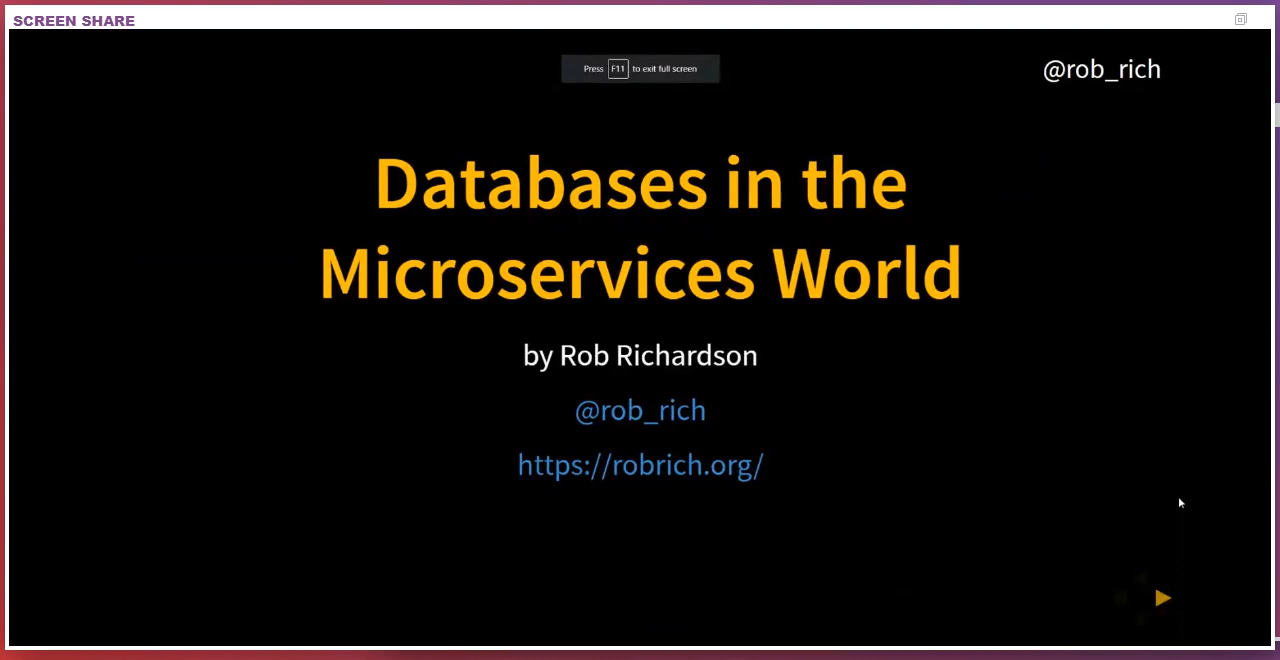 SCREEN SHARE
Press F11 to exit full screen
@rob_rich
Databases in the
Microservices World
by Rob Richardson
@rob_rich
https://robrich.org/